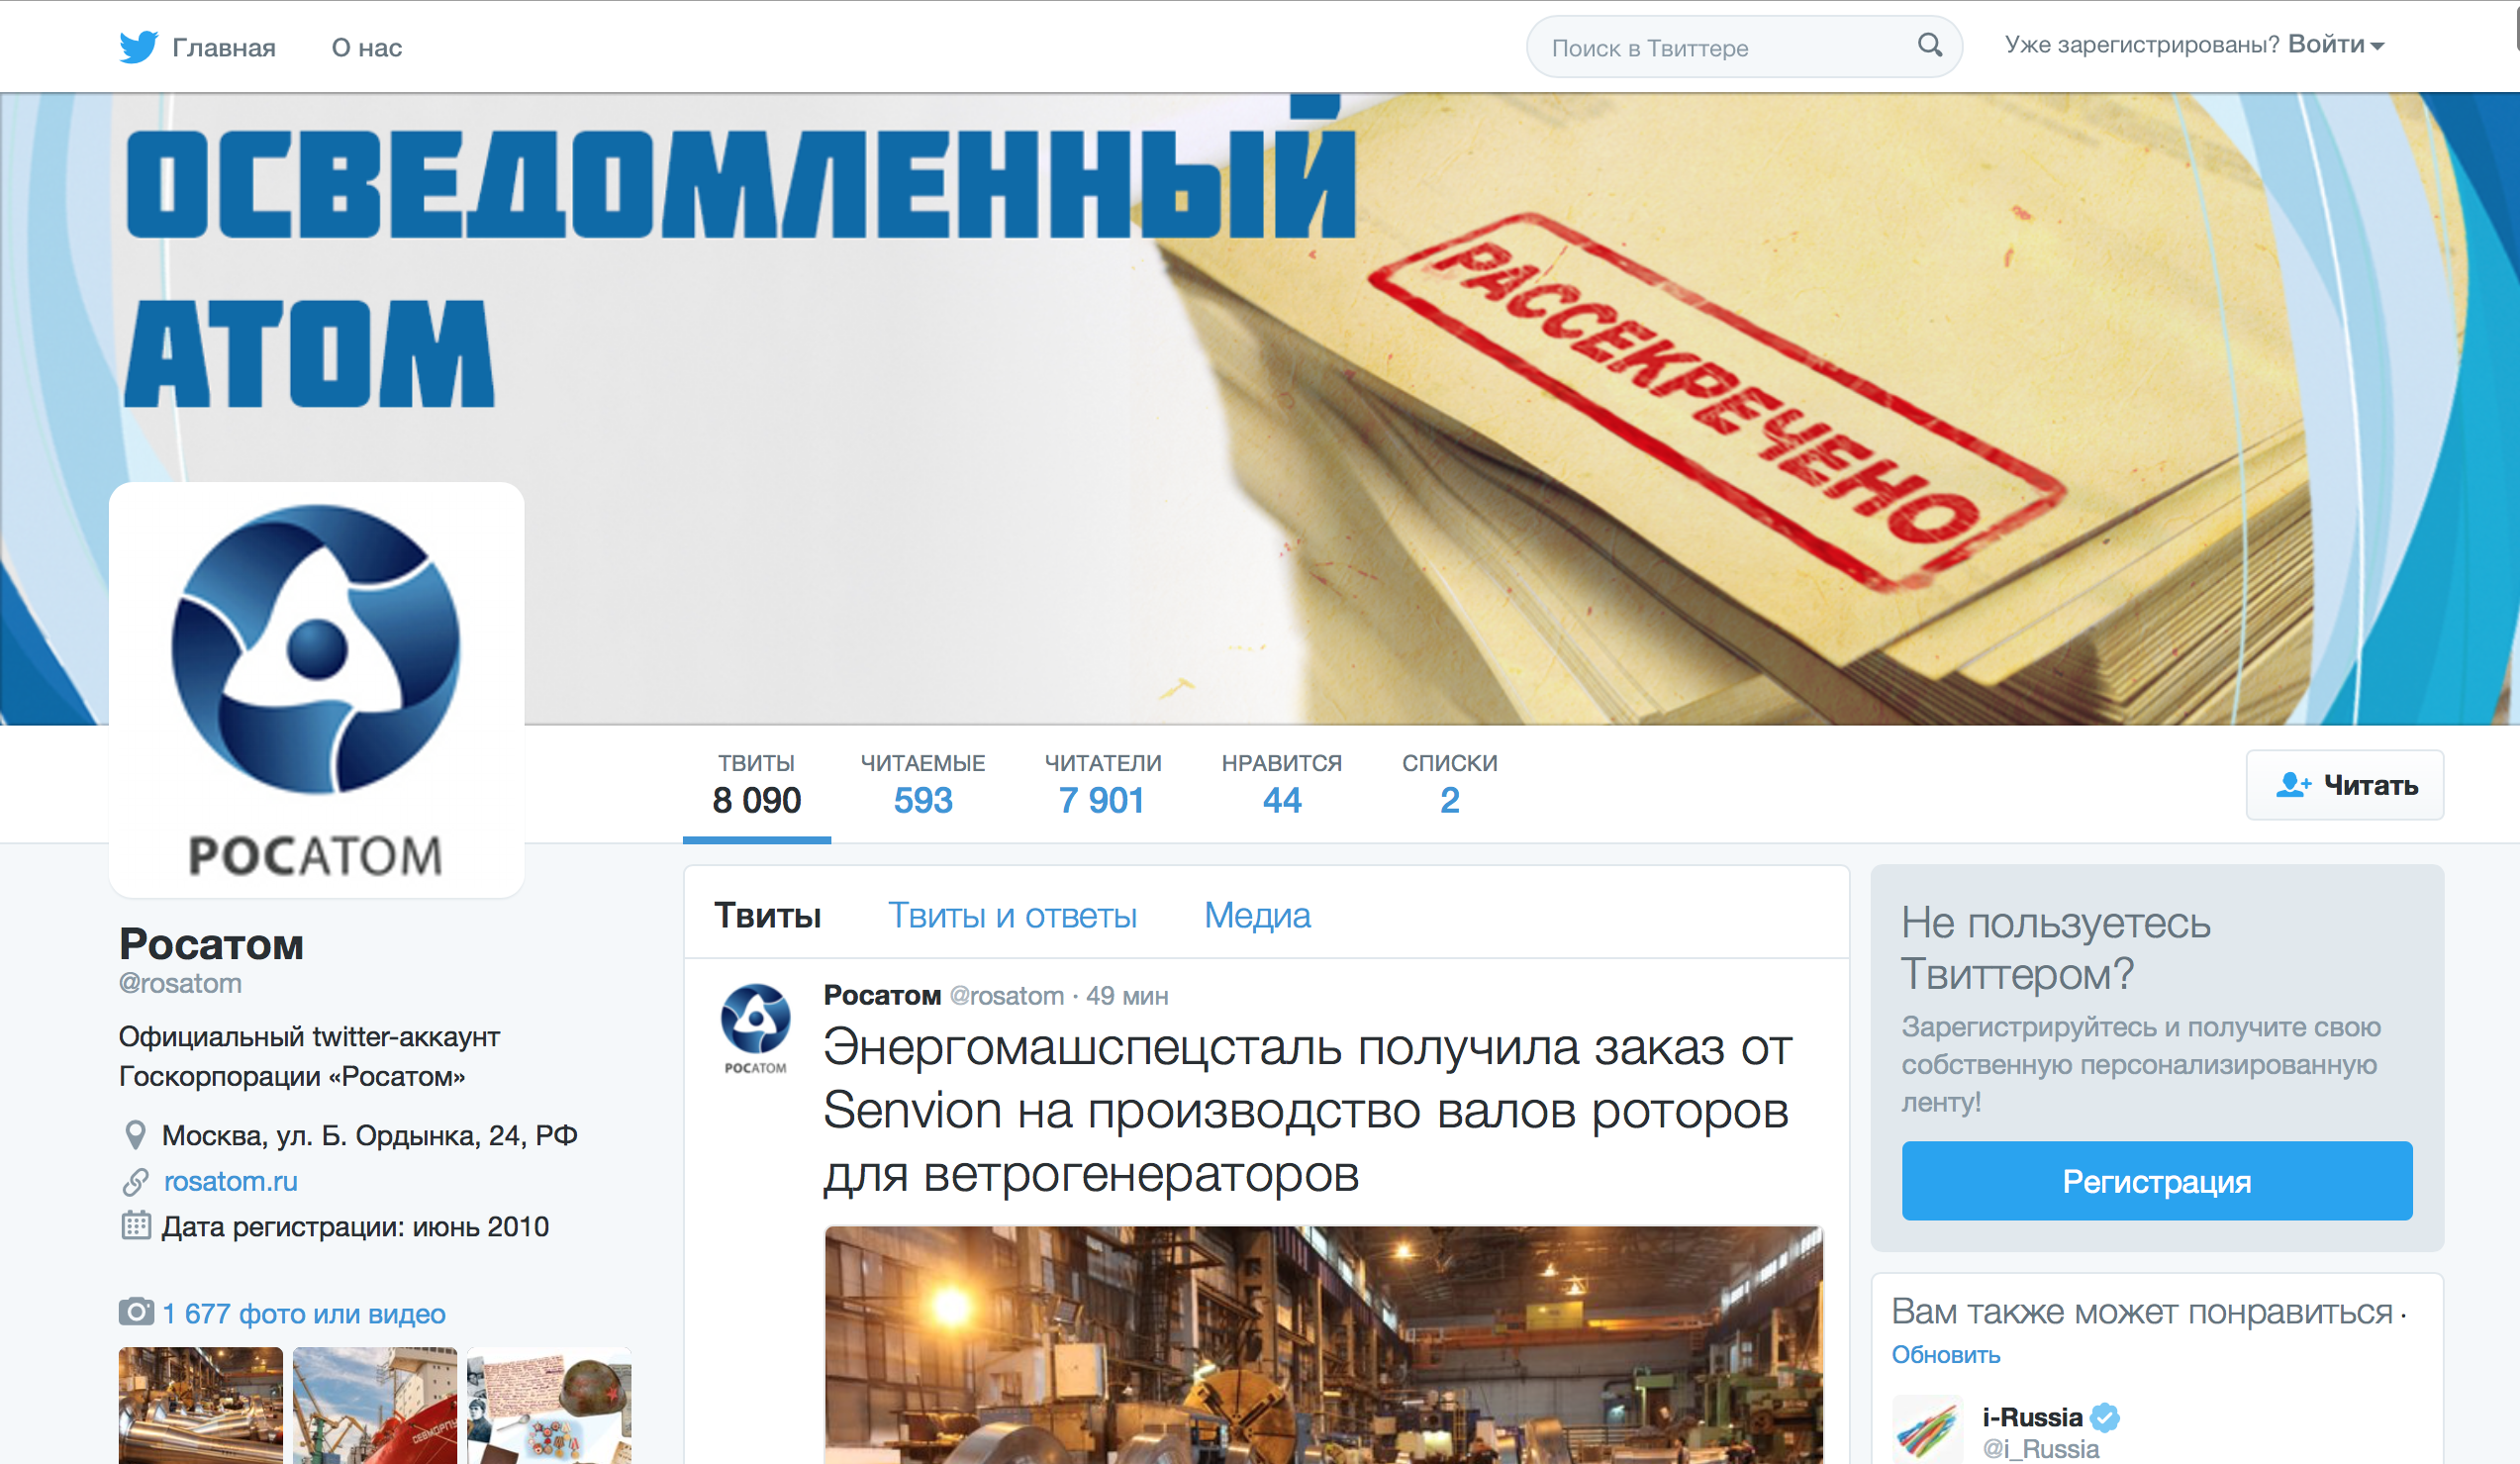 Главная
О нас
Поиск в Твиттере
Уже зарегистрированы? Войти
ОСВЕДОМЛЕННЫЙ
АТОМ
РАССЕКРЕЧЕНО
РОСАТОМ
ТВИТЫ
8 090
ЧИТАЕМЫЕ
593
ЧИТАТЕЛИ
7 901
НРАВИТСЯ
44
СПИСКИ
2
Читать
Росатом
@rosatom
Официальный twitter-аккаунт
Госкорпорации «Росатом»
Москва, ул. Б. Ордынка, 24, РФ
rosatom.ru
Дата регистрации: июнь 2010
1 677 фото или видео
СЕВМОРПУ
Твиты
Твиты и ответы
Медиа
РОСАТОМ
Росатом @rosatom · 49 мин
Энергомашспецсталь получила заказ от
Senvion на производство валов роторов
для ветрогенераторов
Не пользуетесь
Твиттером?
Зарегистрируйтесь и получите свою
собственную персонализированную
ленту!
Регистрация
Вам также может понравиться ·
Обновить
i-Russia
@i_Russia